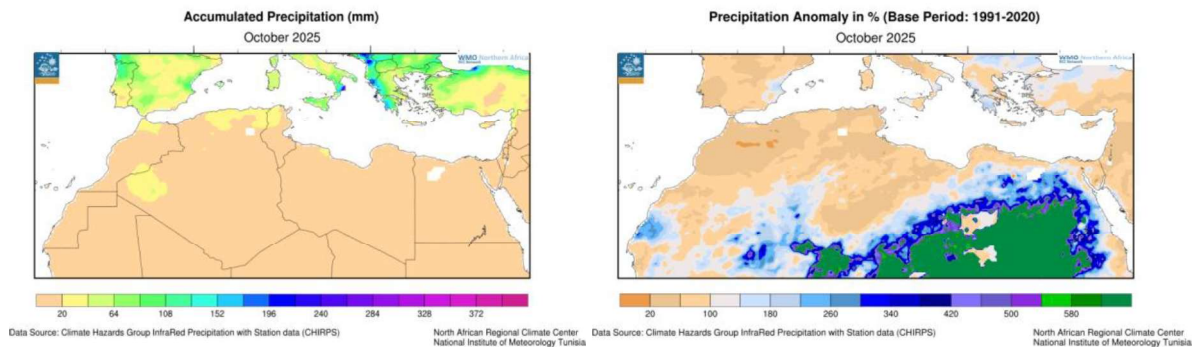 Accumulated Precipitation (mm)
October 2025
WMO Northern Africa
RCC Network
20 64 108 152 196 240 284 328 372
Data Source: Climate Hazards Group InfraRed Precipitation with Station data (CHIRPS)
North African Regional Climate Center
National Institute of Meteorology Tunisia
Precipitation Anomaly in % (Base Period: 1991-2020)
October 2025
WMO Northern Africa
RCC Network
20 100 180 260 340 420 500 580
Data Source: Climate Hazards Group InfraRed Precipitation with Station data (CHIRPS)
North African Regional Climate Center
National Institute of Meteorology Tunisia